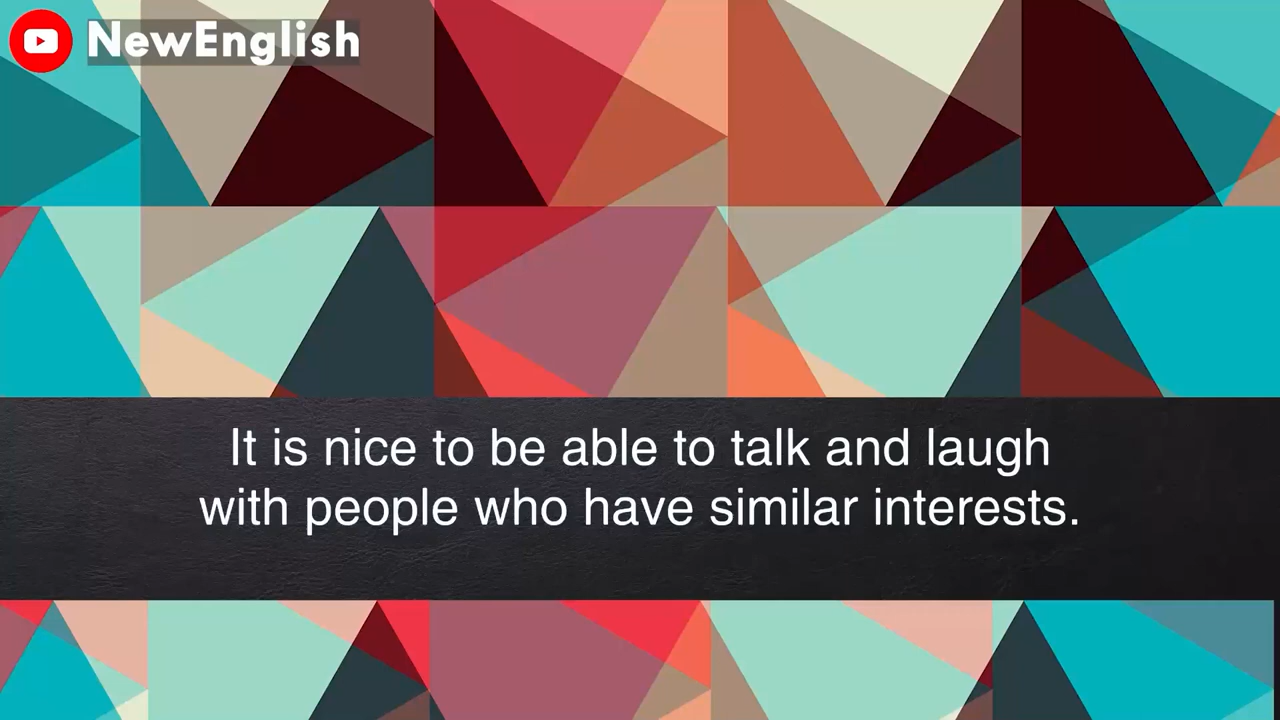 NewEnglish
It is nice to be able to talk and laugh
with people who have similar interests.